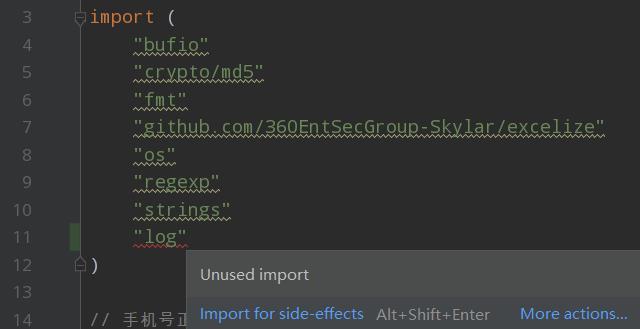 3 import (
4 "bufio"
5 "crypto/md5"
6 "fmt"
7 "github.com/360EntSecGroup-Skylar/excelize"
8 "os"
9 "regexp"
10 "strings"
11 "log"
12 )
Unused import
13
Import for side-effects Alt+Shift+Enter More actions...
14 // 手机号